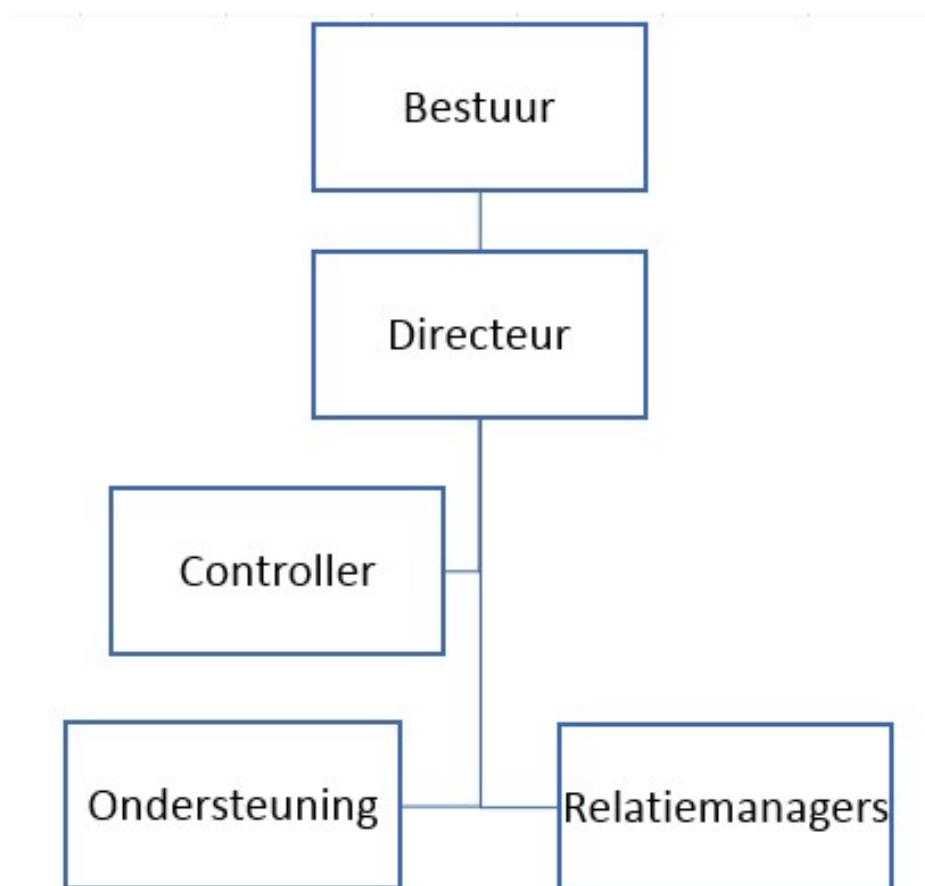 Bestuur
Directeur
Controller
Ondersteuning
Relatiemanagers